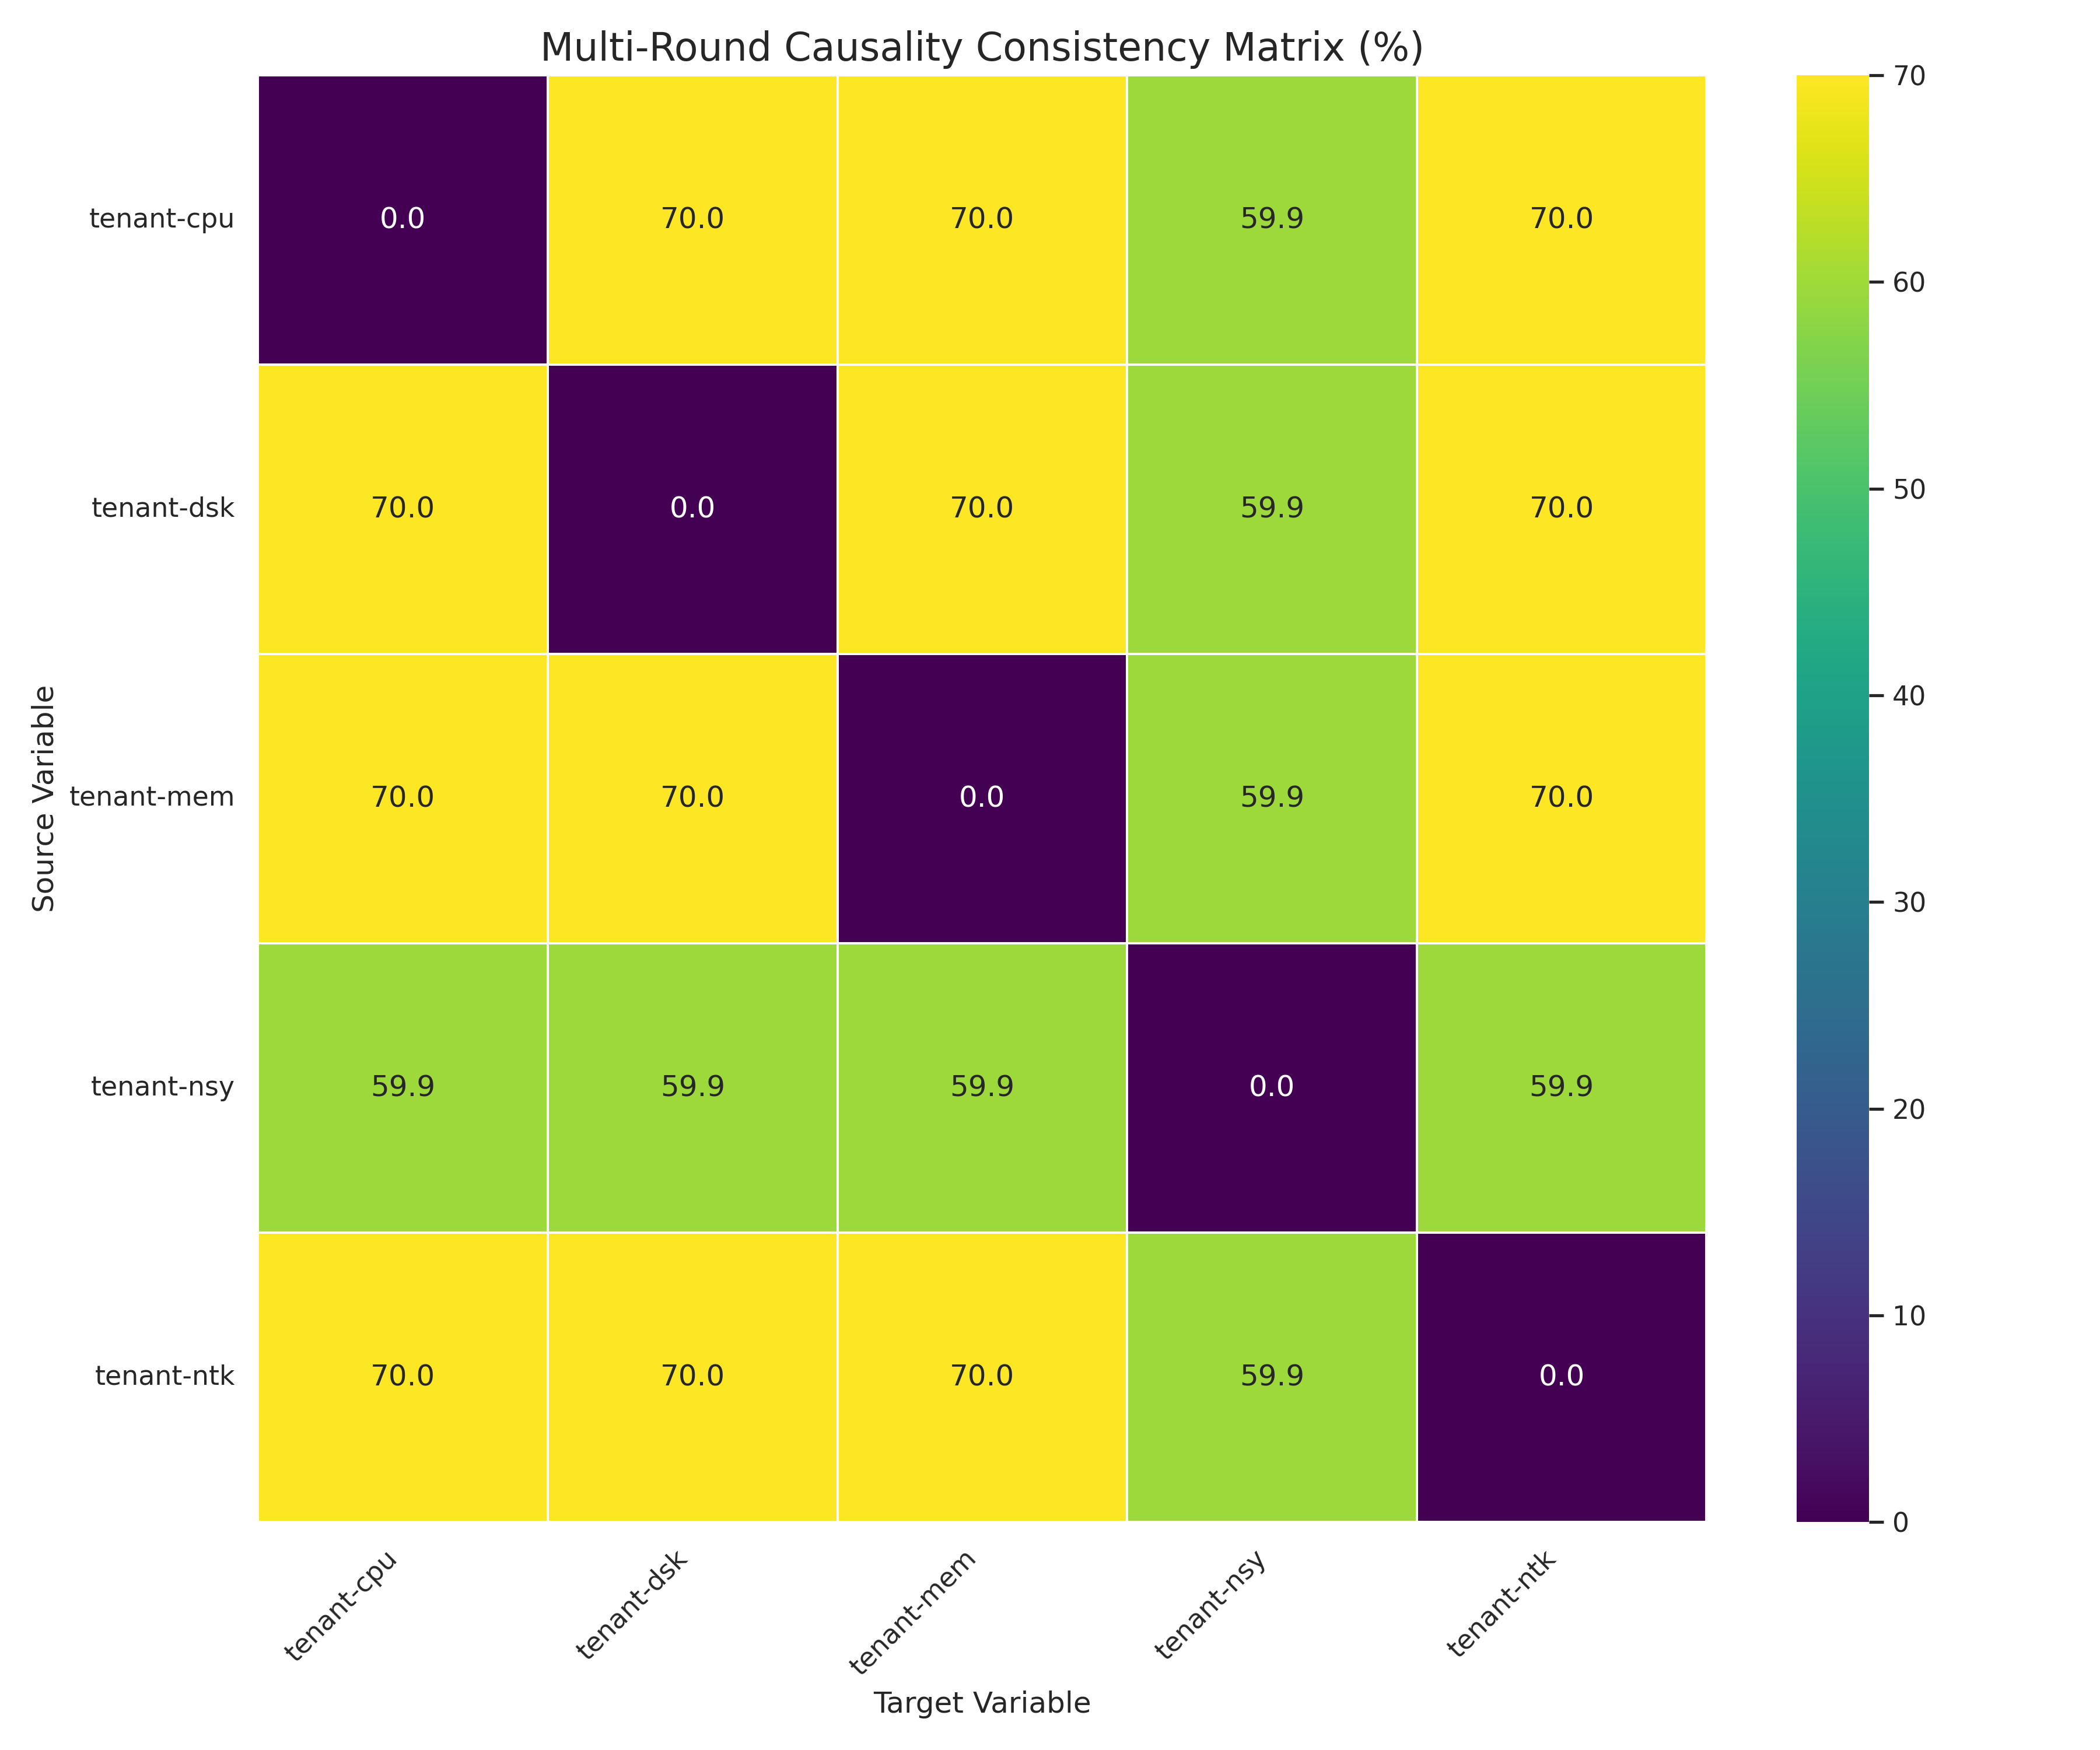 Multi-Round Causality Consistency Matrix (%)
tenant-cpu 0.0 70.0 70.0 59.9 70.0
tenant-dsk 70.0 0.0 70.0 59.9 70.0
tenant-mem 70.0 70.0 0.0 59.9 70.0
tenant-nsy 59.9 59.9 59.9 0.0 59.9
tenant-ntk 70.0 70.0 70.0 59.9 0.0
Source Variable
tenant-cpu tenant-dsk tenant-mem tenant-nsy tenant-ntk
Target Variable
70
60
50
40
30
20
10
0